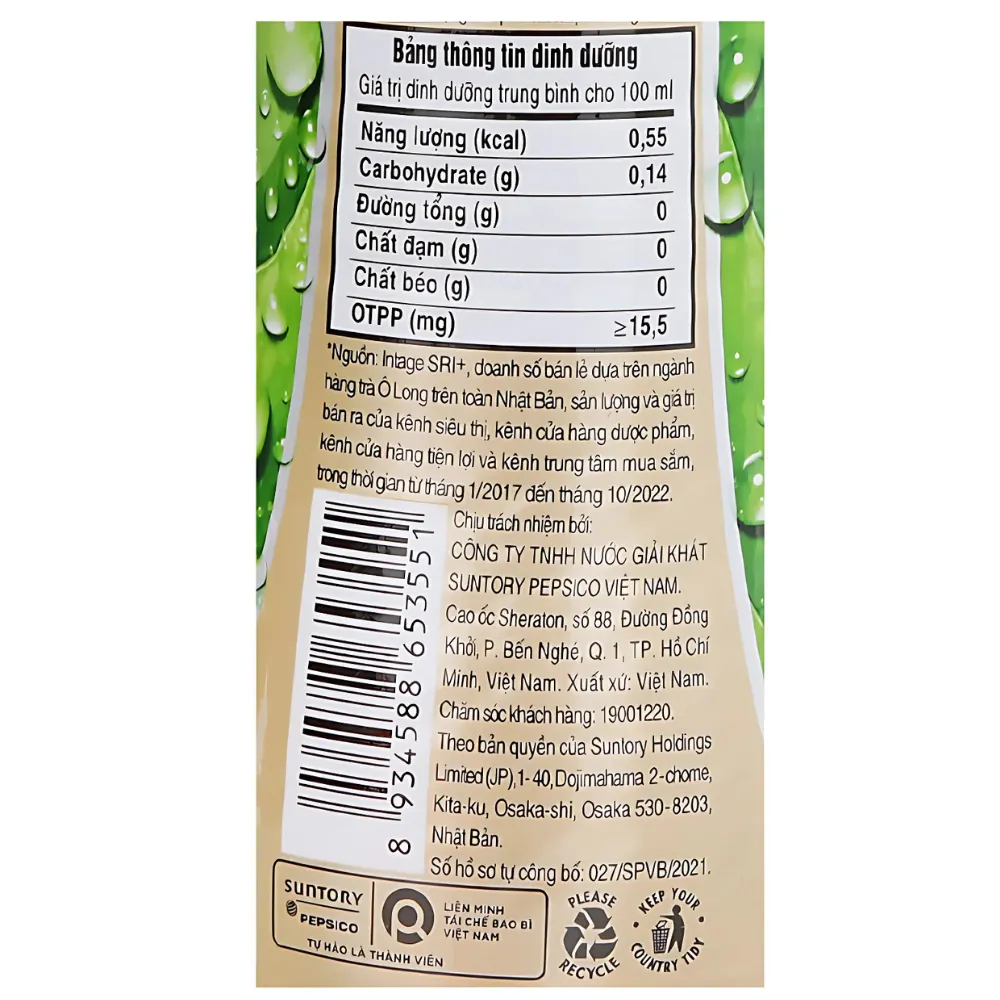 Bảng thông tin dinh dưỡng
Giá trị dinh dưỡng trung bình cho 100 ml
Năng lượng (kcal) 0,55
Carbohydrate (g) 0,14
Đường tổng (g) 0
Chất đạm (g) 0
Chất béo (g) 0
OTPP (mg) ≥15,5
*Nguồn: Intage SRI+, doanh số bán lẻ dựa trên ngành
hàng trà Ô Long trên toàn Nhật Bản, sản lượng và giá trị
bán ra của kênh siêu thị, kênh cửa hàng dược phẩm,
kênh cửa hàng tiện lợi và kênh trung tâm mua sắm,
trong thời gian từ tháng 1/2017 đến tháng 10/2022.
Chịu trách nhiệm bởi:
CÔNG TY TNHH NƯỚC GIẢI KHÁT
SUNTORY PEPSICO VIỆT NAM.
Cao ốc Sheraton, số 88, Đường Đồng
Khởi, P. Bến Nghé, Q. 1, TP. Hồ Chí
Minh, Việt Nam. Xuất xứ: Việt Nam.
Chăm sóc khách hàng: 19001220.
Theo bản quyền của Suntory Holdings
Limited (JP),1- 40, Dojimahama 2-chome,
Kita-ku, Osaka-shi, Osaka 530-8203,
Nhật Bản.
Số hồ sơ tự công bố: 027/SPVB/2021.
8 934588 653551
SUNTORY
PEPSICO
LIÊN MINH
TÁI CHẾ BAO BÌ
VIỆT NAM
TỰ HÀO LÀ THÀNH VIÊN
PLEASE
RECYCLE
KEEP YOUR
COUNTRY TIDY